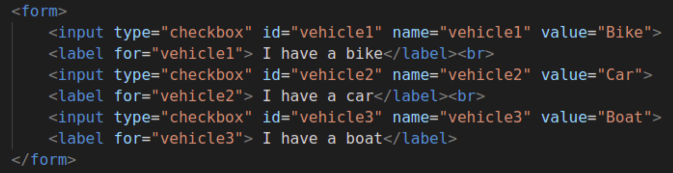 <form>
<input type="checkbox" id="vehicle1" name="vehicle1" value="Bike">
<label for="vehicle1"> I have a bike</label><br>
<input type="checkbox" id="vehicle2" name="vehicle2" value="Car">
<label for="vehicle2"> I have a car</label><br>
<input type="checkbox" id="vehicle3" name="vehicle3" value="Boat">
<label for="vehicle3"> I have a boat</label>
</form>